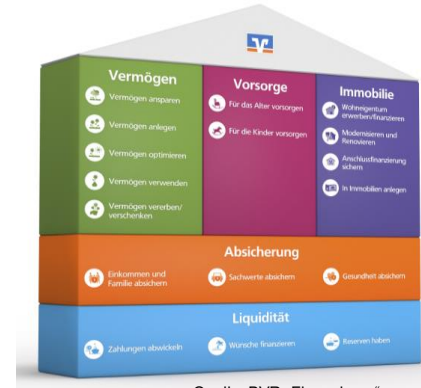 Vermögen
Vermögen ansparen
Vermögen anlegen
Vermögen optimieren
Vermögen verwenden
Vermögen vererben/
verschenken
Vorsorge
Für das Alter vorsorgen
Für die Kinder vorsorgen
Immobilie
Wohneigentum
erwerben/finanzieren
Modernisieren und
Renovieren
Anschlussfinanzierung
sichern
In Immobilien anlegen
Absicherung
Einkommen und
Familie absichern
Sachwerte absichern
Gesundheit absichern
Liquidität
Zahlungen abwickeln
Wünsche finanzieren
Reserven haben